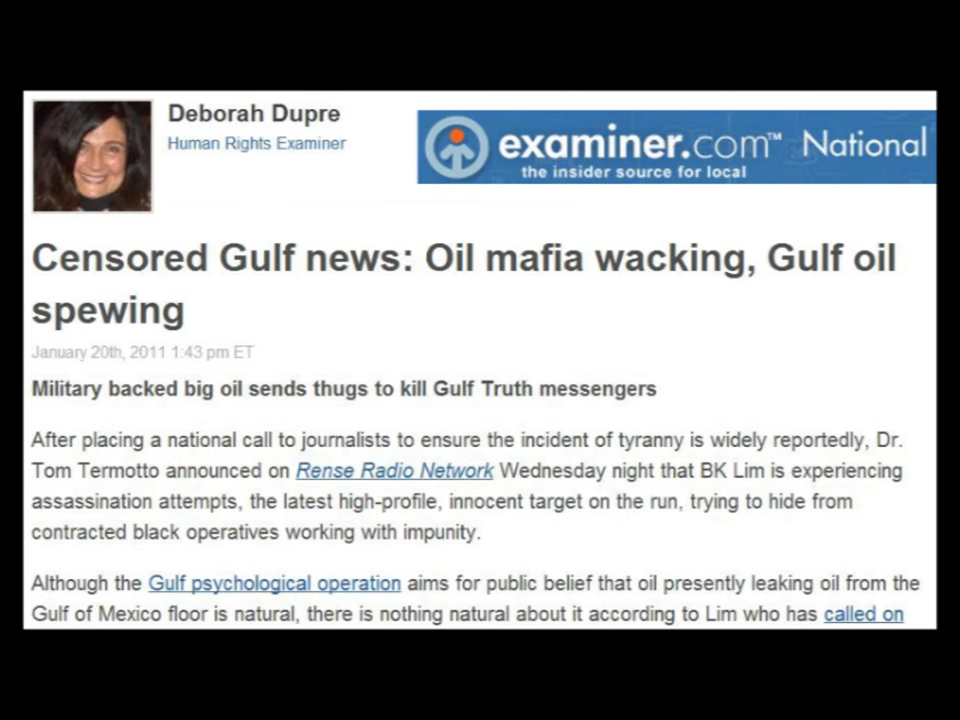 Deborah Dupre
Human Rights Examiner
examiner.com™ National
the insider source for local
Censored Gulf news: Oil mafia wacking, Gulf oil
spewing
January 20th, 2011 1:43 pm ET
Military backed big oil sends thugs to kill Gulf Truth messengers
After placing a national call to journalists to ensure the incident of tyranny is widely reportedly, Dr.
Tom Termotto announced on Rense Radio Network Wednesday night that BK Lim is experiencing
assassination attempts, the latest high-profile, innocent target on the run, trying to hide from
contracted black operatives working with impunity.
Although the Gulf psychological operation aims for public belief that oil presently leaking oil from the
Gulf of Mexico floor is natural, there is nothing natural about it according to Lim who has called on